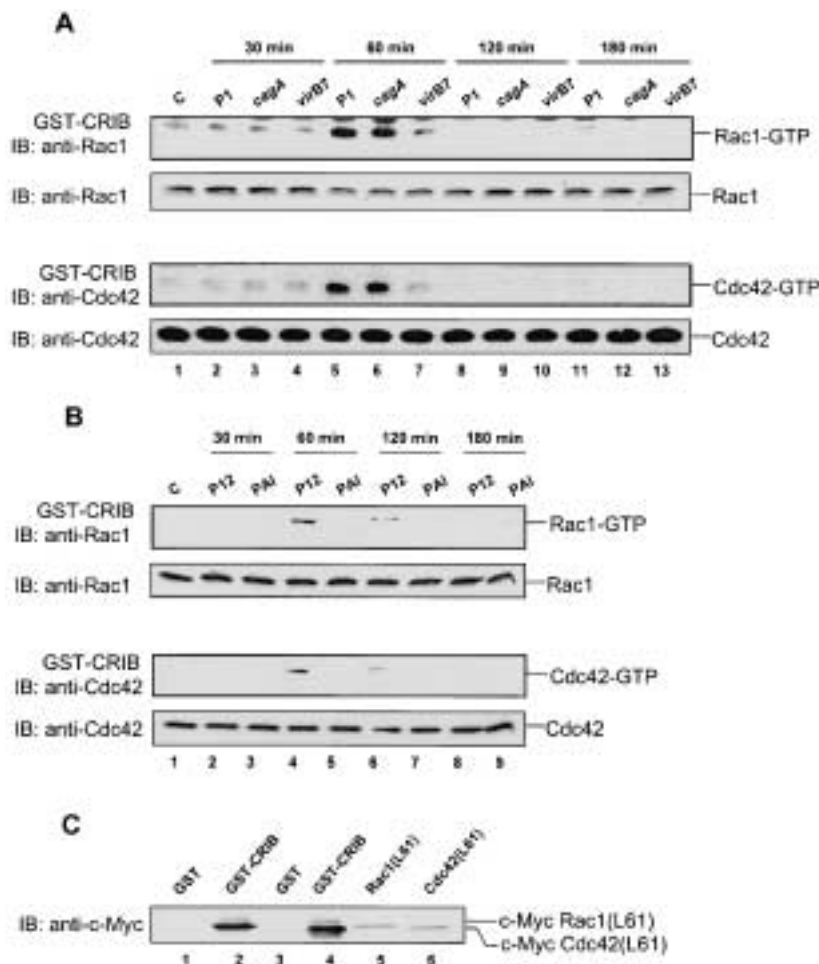 A
30 min 60 min 120 min 180 min
C P1 cagA virB7 P1 cagA virB7 P1 cagA virB7 P1 cagA virB7
GST-CRIB
IB: anti-Rac1
Rac1-GTP
IB: anti-Rac1
Rac1
GST-CRIB
IB: anti-Cdc42
Cdc42-GTP
IB: anti-Cdc42
Cdc42
1 2 3 4 5 6 7 8 9 10 11 12 13
B
30 min 60 min 120 min 180 min
C P12 PAI P12 PAI P12 PAI P12 PAI
GST-CRIB
IB: anti-Rac1
Rac1-GTP
IB: anti-Rac1
Rac1
GST-CRIB
IB: anti-Cdc42
Cdc42-GTP
IB: anti-Cdc42
Cdc42
1 2 3 4 5 6 7 8 9
C
GST GST-CRIB GST GST-CRIB Rac1(L61) Cdc42(L61)
IB: anti-c-Myc
c-Myc Rac1(L61)
c-Myc Cdc42(L61)
1 2 3 4 5 6